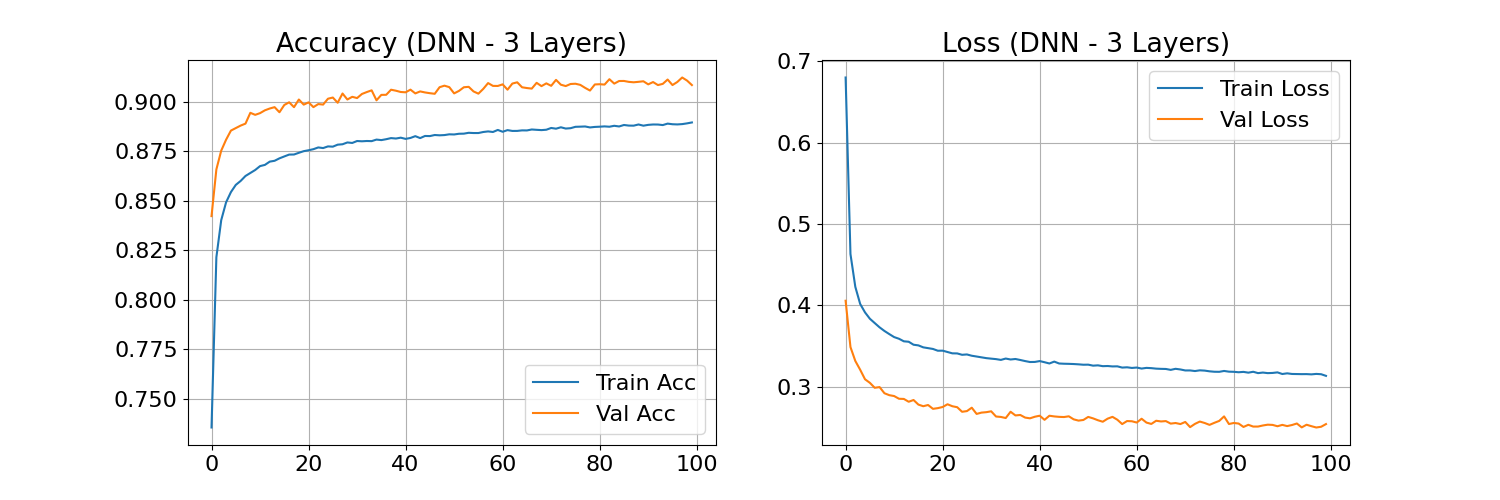 Accuracy (DNN - 3 Layers)
0.900
0.875
0.850
0.825
0.800
0.775
0.750
Train Acc
Val Acc
0 20 40 60 80 100
Loss (DNN - 3 Layers)
0.7
0.6
0.5
0.4
0.3
Train Loss
Val Loss
0 20 40 60 80 100